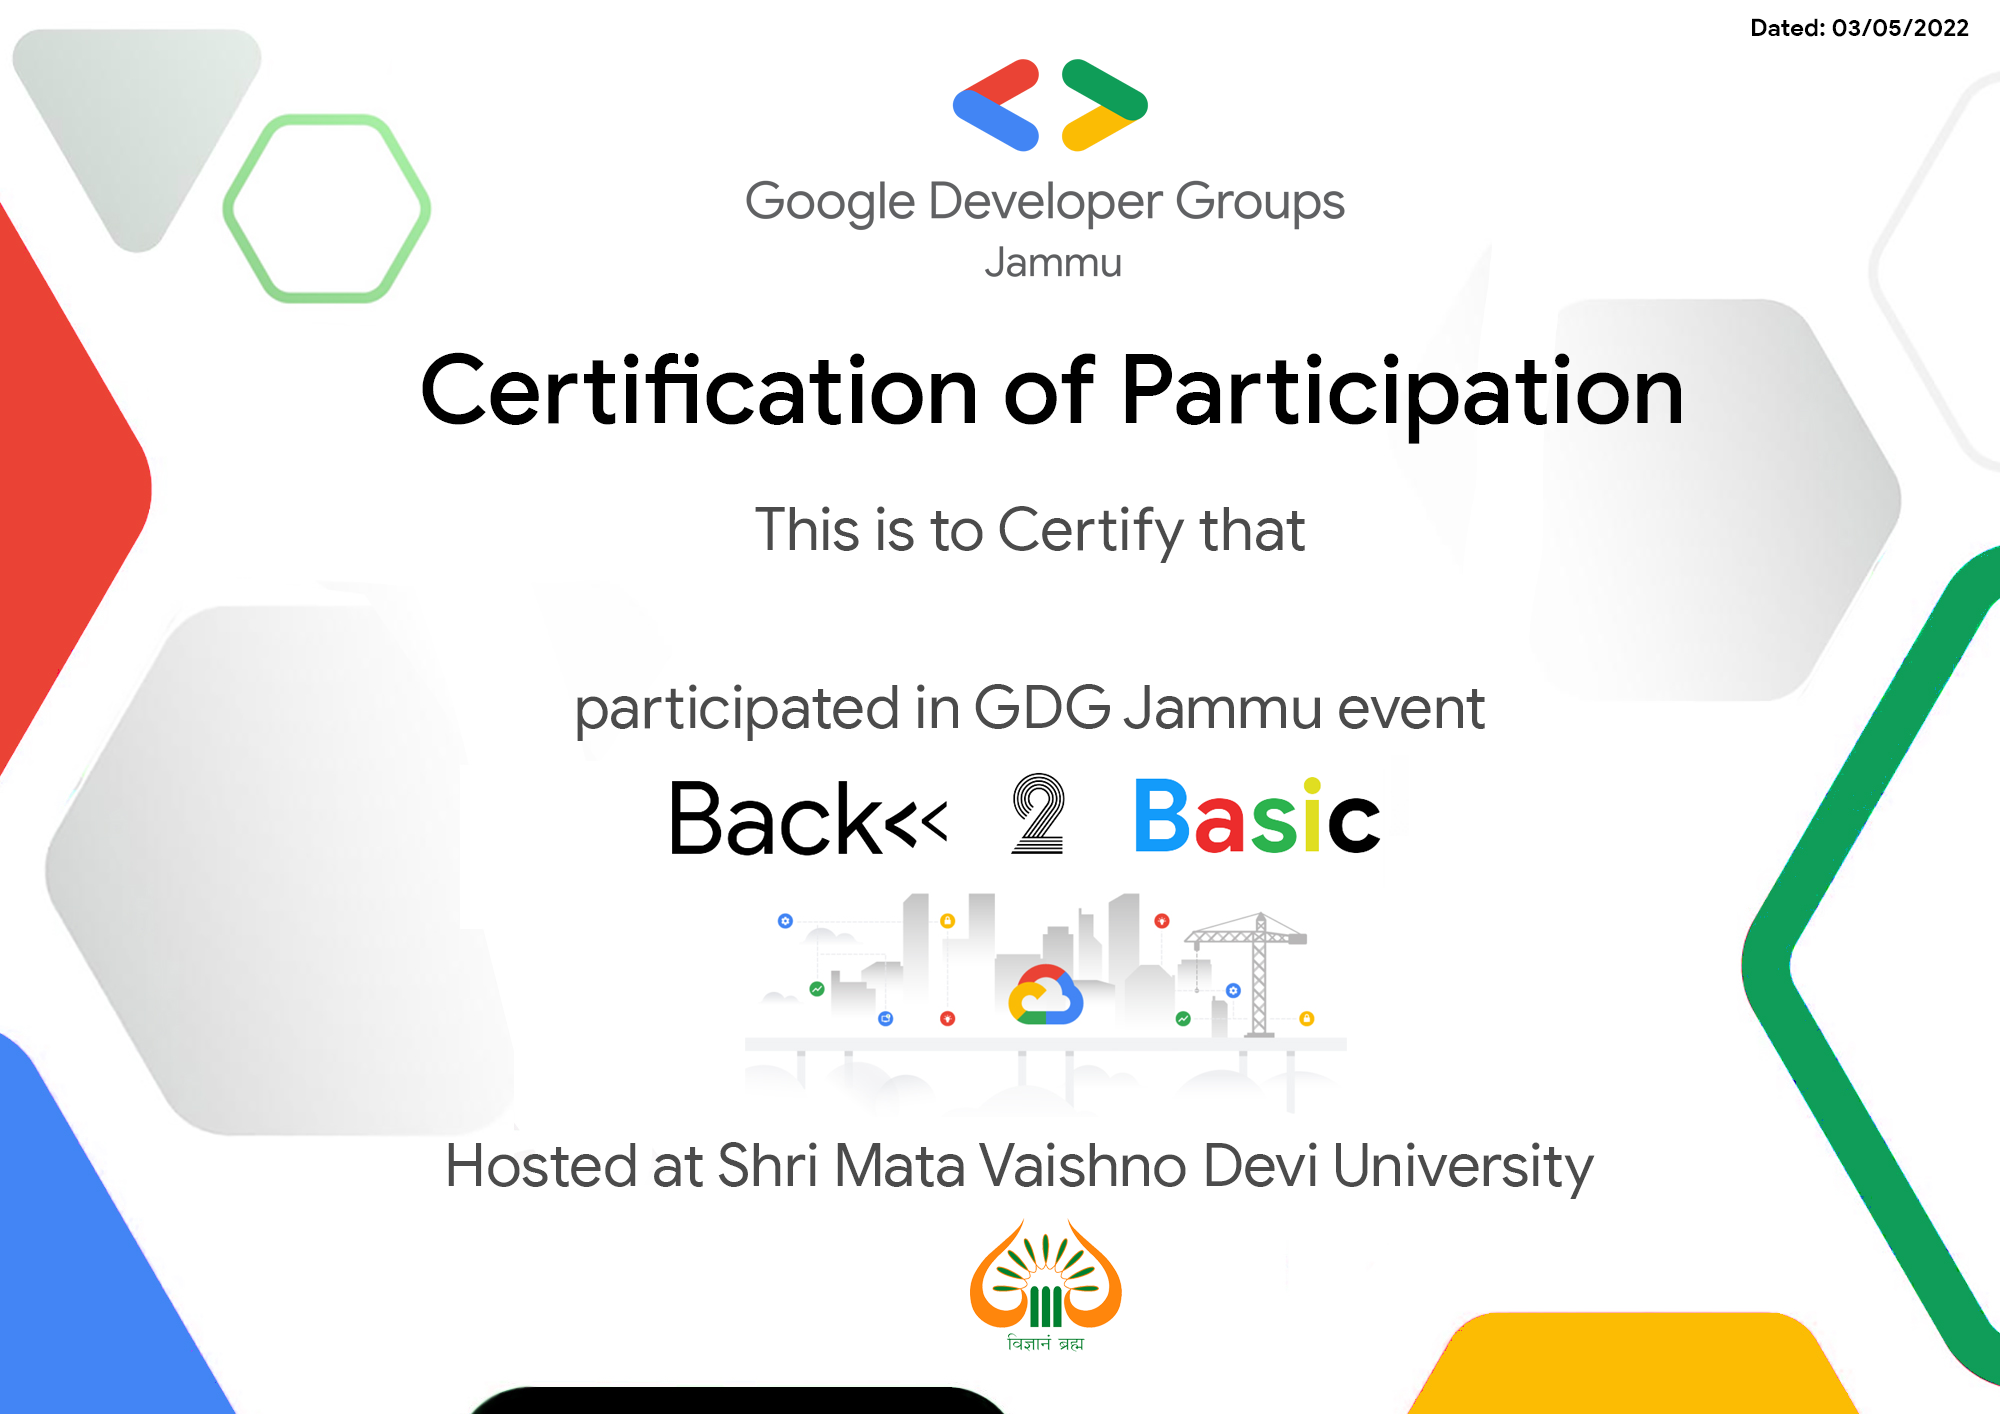 Dated: 03/05/2022
Google Developer Groups
Jammu
Certification of Participation
This is to Certify that
participated in GDG Jammu event
Back<< 2 Basic
Hosted at Shri Mata Vaishno Devi University
विज्ञानं ब्रह्म